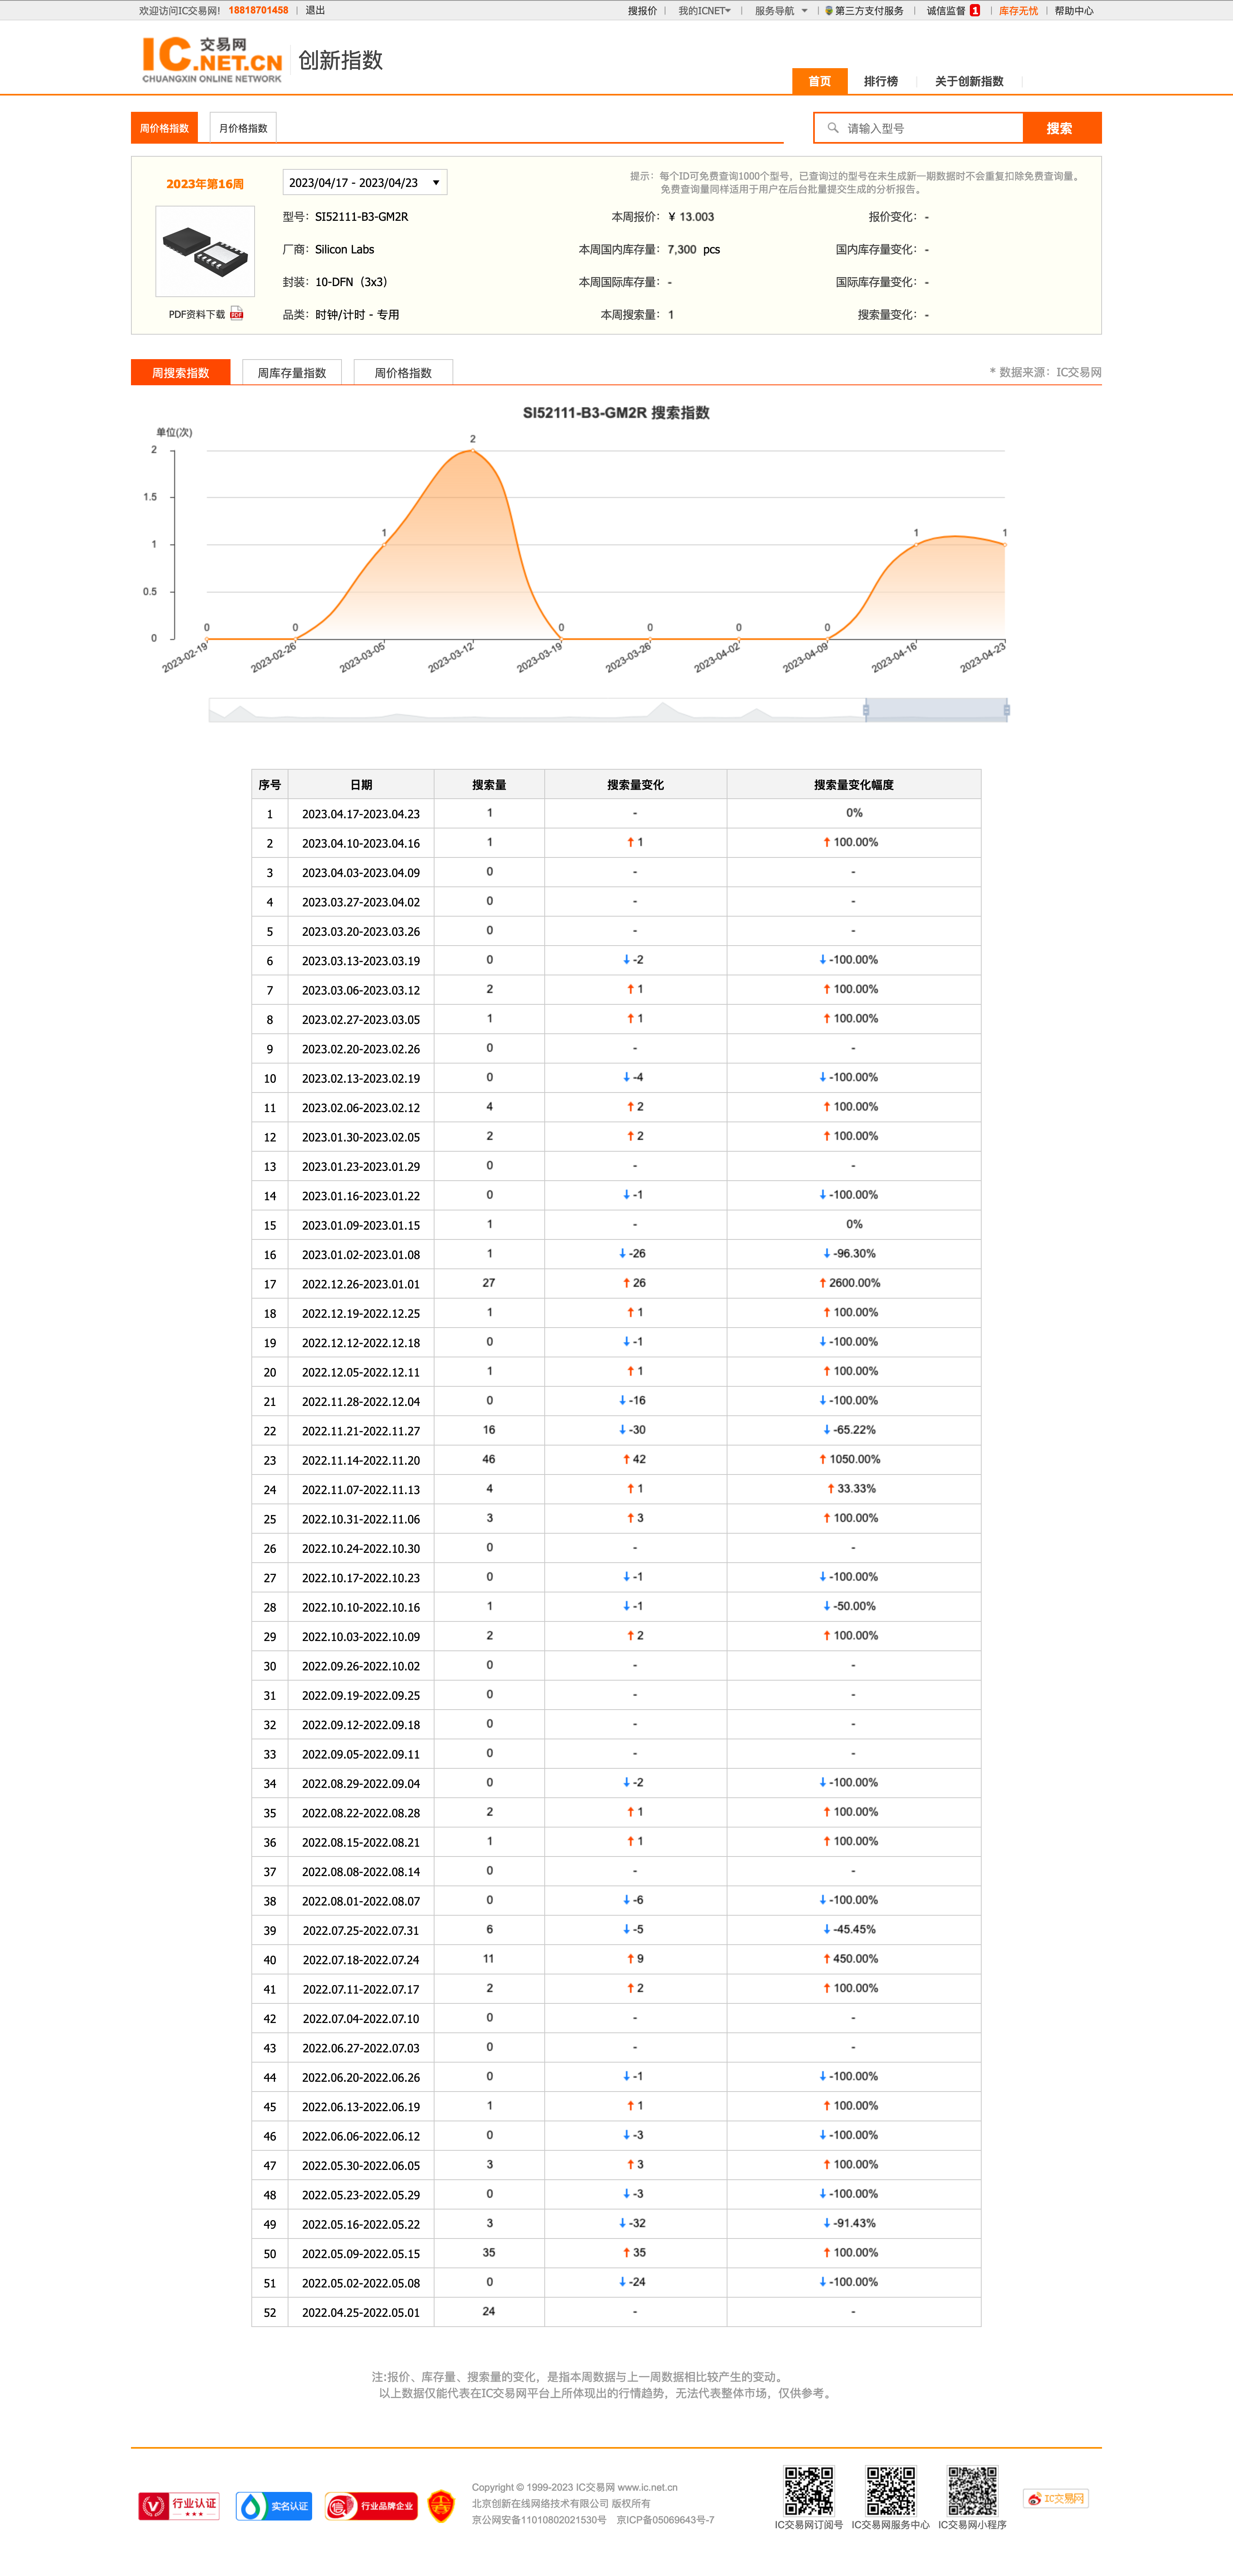 欢迎访问IC交易网! 18818701458 | 退出
搜报价 | 我的ICNET | 服务导航 | 第三方支付服务 | 诚信监督 1 | 库存无忧 | 帮助中心
IC交易网
.NET.CN
CHUANGXIN ONLINE NETWORK
创新指数
首页 排行榜 关于创新指数
周价格指数 月价格指数
请输入型号 搜索
2023年第16周
2023/04/17 - 2023/04/23
提示：每个ID可免费查询1000个型号，已查询过的型号在未生成新一期数据时不会重复扣除免费查询量。
免费查询量同样适用于用户在后台批量提交生成的分析报告。
型号：SI52111-B3-GM2R 本周报价：¥ 13.003 报价变化：-
厂商：Silicon Labs 本周国内库存量：7,300 pcs 国内库存量变化：-
封装：10-DFN（3x3） 本周国际库存量：- 国际库存量变化：-
品类：时钟/计时 - 专用 本周搜索量：1 搜索量变化：-
PDF资料下载 PDF
周搜索指数 周库存量指数 周价格指数
* 数据来源：IC交易网
SI52111-B3-GM2R 搜索指数
单位(次)
2
1.5
1
0.5
0
0 0 1 2 0 0 0 0 1 1
2023-02-19 2023-02-26 2023-03-05 2023-03-12 2023-03-19 2023-03-26 2023-04-02 2023-04-09 2023-04-16 2023-04-23
序号 日期 搜索量 搜索量变化 搜索量变化幅度
1 2023.04.17-2023.04.23 1 - 0%
2 2023.04.10-2023.04.16 1 ↑ 1 ↑ 100.00%
3 2023.04.03-2023.04.09 0 - -
4 2023.03.27-2023.04.02 0 - -
5 2023.03.20-2023.03.26 0 - -
6 2023.03.13-2023.03.19 0 ↓ -2 ↓ -100.00%
7 2023.03.06-2023.03.12 2 ↑ 1 ↑ 100.00%
8 2023.02.27-2023.03.05 1 ↑ 1 ↑ 100.00%
9 2023.02.20-2023.02.26 0 - -
10 2023.02.13-2023.02.19 0 ↓ -4 ↓ -100.00%
11 2023.02.06-2023.02.12 4 ↑ 2 ↑ 100.00%
12 2023.01.30-2023.02.05 2 ↑ 2 ↑ 100.00%
13 2023.01.23-2023.01.29 0 - -
14 2023.01.16-2023.01.22 0 ↓ -1 ↓ -100.00%
15 2023.01.09-2023.01.15 1 - 0%
16 2023.01.02-2023.01.08 1 ↓ -26 ↓ -96.30%
17 2022.12.26-2023.01.01 27 ↑ 26 ↑ 2600.00%
18 2022.12.19-2022.12.25 1 ↑ 1 ↑ 100.00%
19 2022.12.12-2022.12.18 0 ↓ -1 ↓ -100.00%
20 2022.12.05-2022.12.11 1 ↑ 1 ↑ 100.00%
21 2022.11.28-2022.12.04 0 ↓ -16 ↓ -100.00%
22 2022.11.21-2022.11.27 16 ↓ -30 ↓ -65.22%
23 2022.11.14-2022.11.20 46 ↑ 42 ↑ 1050.00%
24 2022.11.07-2022.11.13 4 ↑ 1 ↑ 33.33%
25 2022.10.31-2022.11.06 3 ↑ 3 ↑ 100.00%
26 2022.10.24-2022.10.30 0 - -
27 2022.10.17-2022.10.23 0 ↓ -1 ↓ -100.00%
28 2022.10.10-2022.10.16 1 ↓ -1 ↓ -50.00%
29 2022.10.03-2022.10.09 2 ↑ 2 ↑ 100.00%
30 2022.09.26-2022.10.02 0 - -
31 2022.09.19-2022.09.25 0 - -
32 2022.09.12-2022.09.18 0 - -
33 2022.09.05-2022.09.11 0 - -
34 2022.08.29-2022.09.04 0 ↓ -2 ↓ -100.00%
35 2022.08.22-2022.08.28 2 ↑ 1 ↑ 100.00%
36 2022.08.15-2022.08.21 1 ↑ 1 ↑ 100.00%
37 2022.08.08-2022.08.14 0 - -
38 2022.08.01-2022.08.07 0 ↓ -6 ↓ -100.00%
39 2022.07.25-2022.07.31 6 ↓ -5 ↓ -45.45%
40 2022.07.18-2022.07.24 11 ↑ 9 ↑ 450.00%
41 2022.07.11-2022.07.17 2 ↑ 2 ↑ 100.00%
42 2022.07.04-2022.07.10 0 - -
43 2022.06.27-2022.07.03 0 - -
44 2022.06.20-2022.06.26 0 ↓ -1 ↓ -100.00%
45 2022.06.13-2022.06.19 1 ↑ 1 ↑ 100.00%
46 2022.06.06-2022.06.12 0 ↓ -3 ↓ -100.00%
47 2022.05.30-2022.06.05 3 ↑ 3 ↑ 100.00%
48 2022.05.23-2022.05.29 0 ↓ -3 ↓ -100.00%
49 2022.05.16-2022.05.22 3 ↓ -32 ↓ -91.43%
50 2022.05.09-2022.05.15 35 ↑ 35 ↑ 100.00%
51 2022.05.02-2022.05.08 0 ↓ -24 ↓ -100.00%
52 2022.04.25-2022.05.01 24 - -
注:报价、库存量、搜索量的变化，是指本周数据与上一周数据相比较产生的变动。
以上数据仅能代表在IC交易网平台上所体现出的行情趋势，无法代表整体市场，仅供参考。
行业认证
实名认证
行业品牌企业
Copyright © 1999-2023 IC交易网 www.ic.net.cn
北京创新在线网络技术有限公司 版权所有
京公网安备11010802021530号 京ICP备05069643号-7
IC交易网订阅号 IC交易网服务中心 IC交易网小程序
IC交易网